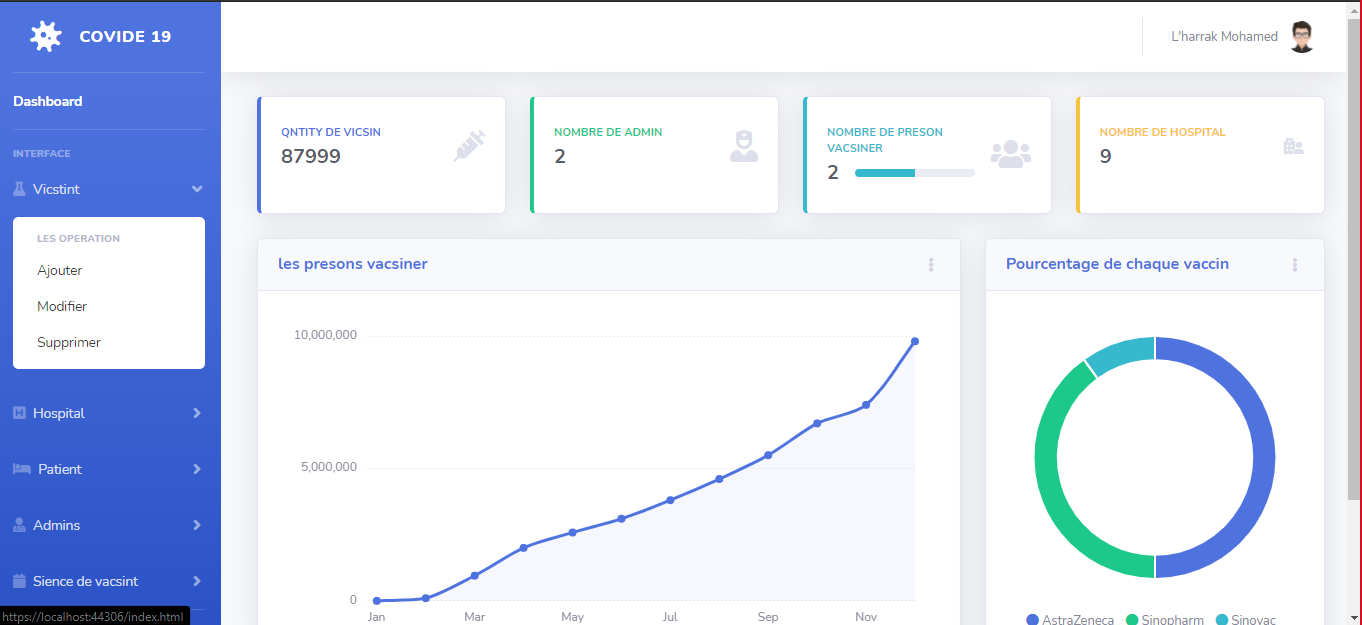 COVIDE 19
L'harrak Mohamed
Dashboard
INTERFACE
Vicstint
LES OPERATION
Ajouter
Modifier
Supprimer
Hospital
Patient
Admins
Sience de vacsint
https://localhost:44306/index.html
QNTITY DE VICSIN
87999
NOMBRE DE ADMIN
2
NOMBRE DE PRESON
VACSINER
2
NOMBRE DE HOSPITAL
9
les presons vacsiner
10,000,000
5,000,000
0
Jan Mar May Jul Sep Nov
Pourcentage de chaque vaccin
AstraZeneca Sinopharm Sinovac